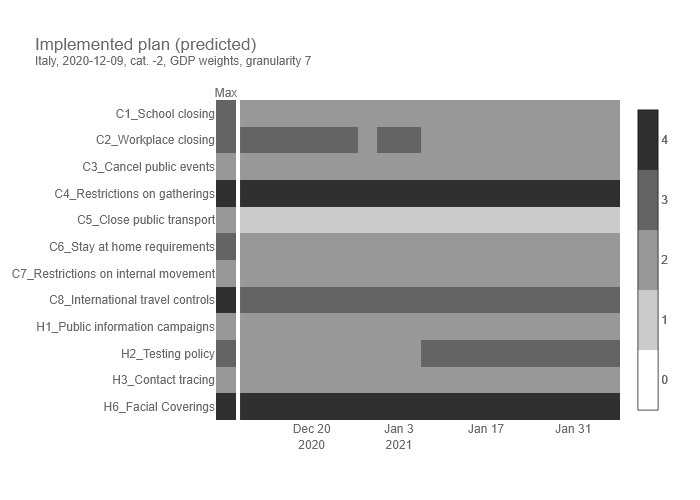 Implemented plan (predicted)
Italy, 2020-12-09, cat. -2, GDP weights, granularity 7
Max
C1_School closing
C2_Workplace closing
C3_Cancel public events
C4_Restrictions on gatherings
C5_Close public transport
C6_Stay at home requirements
C7_Restrictions on internal movement
C8_International travel controls
H1_Public information campaigns
H2_Testing policy
H3_Contact tracing
H6_Facial Coverings
Dec 20 Jan 3 Jan 17 Jan 31
2020 2021
4
3
2
1
0